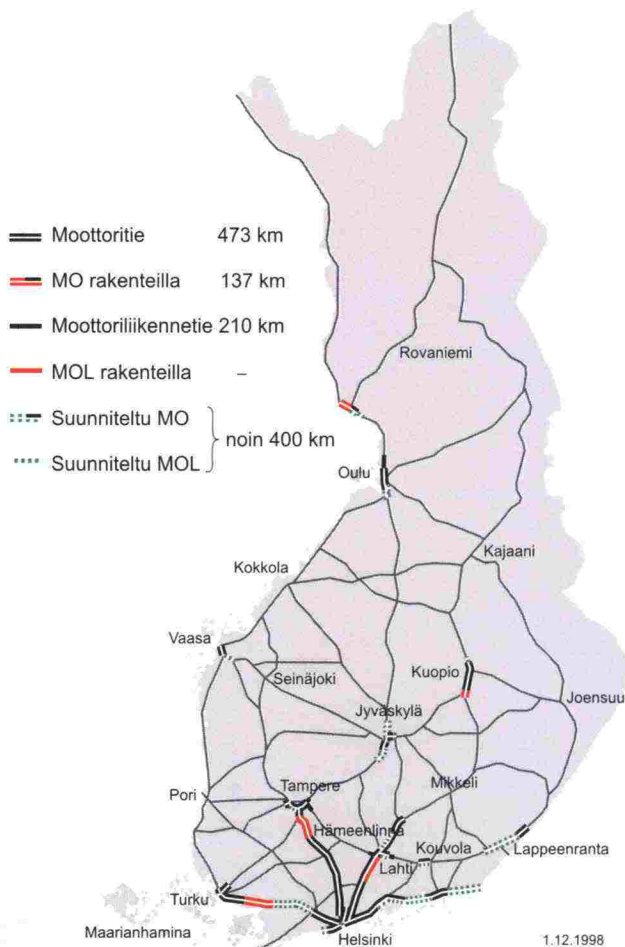 Moottoritie 473 km
MO rakenteilla 137 km
Moottoriliikennetie 210 km
MOL rakenteilla –
Suunniteltu MO
noin 400 km
Suunniteltu MOL
Rovaniemi
Oulu
Kajaani
Kokkola
Vaasa
Kuopio
Seinäjoki
Joensuu
Jyväskylä
Mikkeli
Tampere
Pori
Hämeenlinna
Kouvola
Lappeenranta
Lahti
Turku
Maarianhamina
Helsinki
1.12.1998